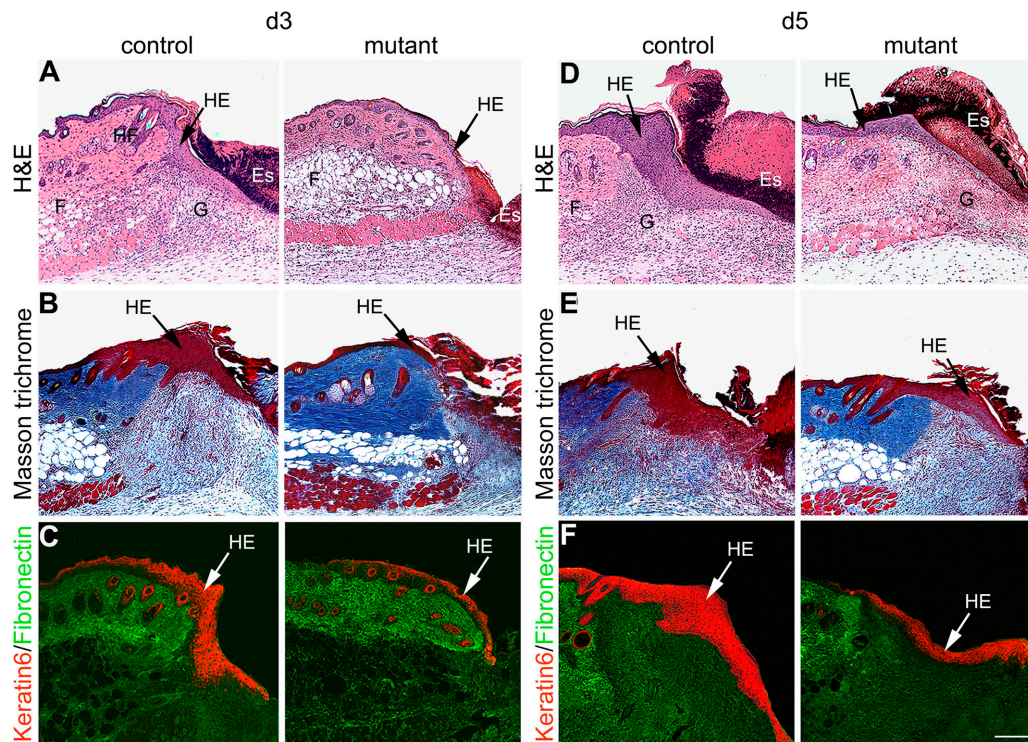 d3 d5
control mutant control mutant
A HE HF F G Es
HE F Es
D HE F G Es
HE Es G
H&E H&E
B HE
HE
E HE
HE
Masson trichrome Masson trichrome
C HE
HE
F HE
HE
Keratin6/Fibronectin Keratin6/Fibronectin